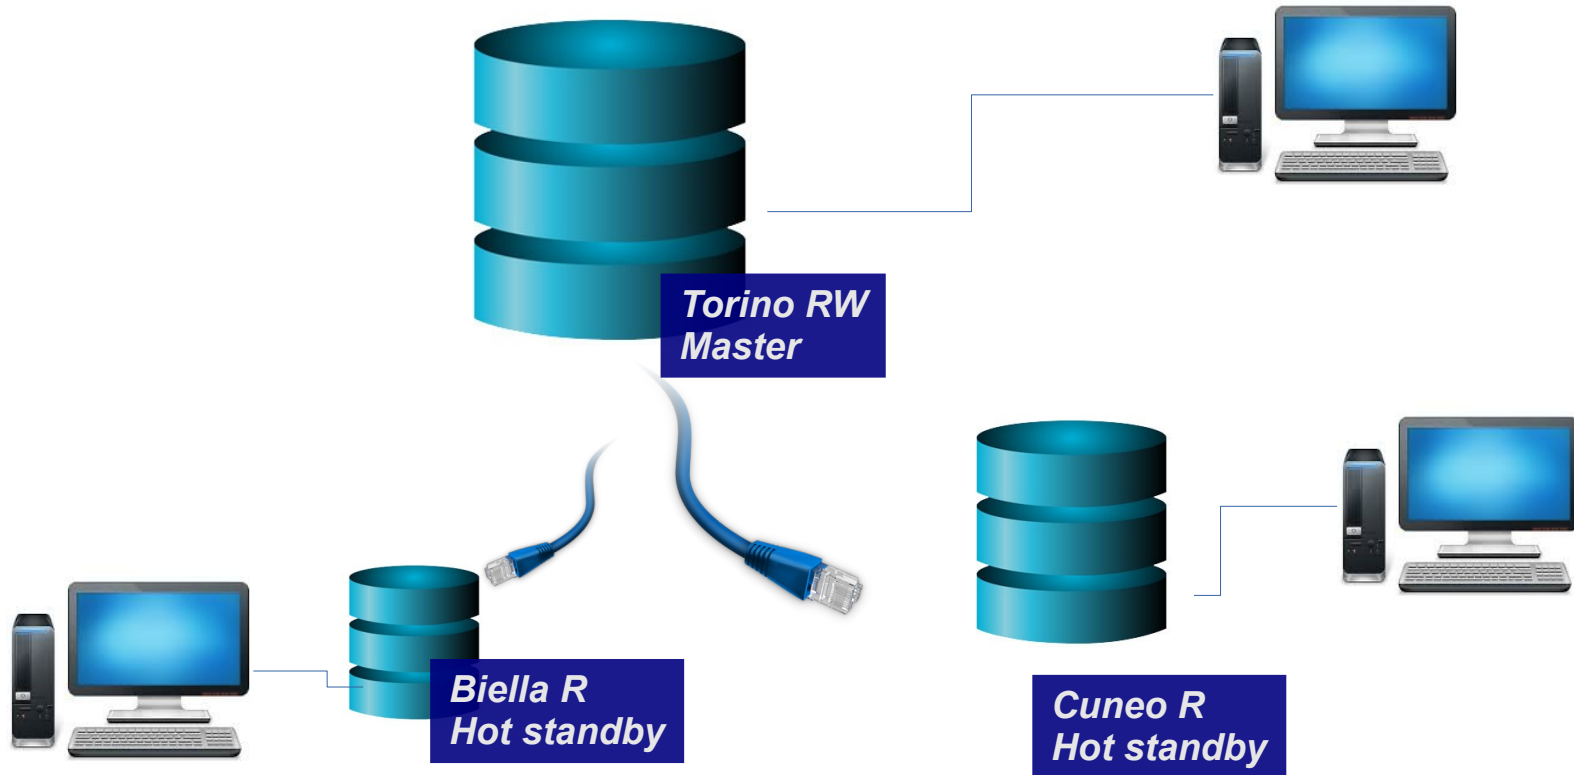 Torino RW
Master
Biella R
Hot standby
Cuneo R
Hot standby